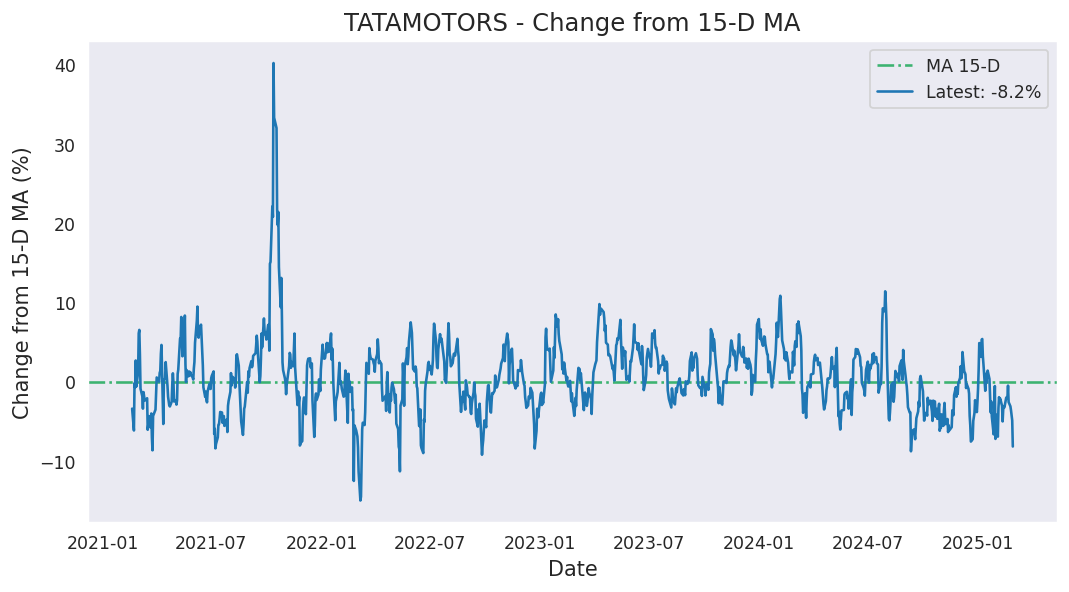 TATAMOTORS - Change from 15-D MA
MA 15-D
Latest: -8.2%
Change from 15-D MA (%)
40
30
20
10
0
−10
2021-01 2021-07 2022-01 2022-07 2023-01 2023-07 2024-01 2024-07 2025-01
Date